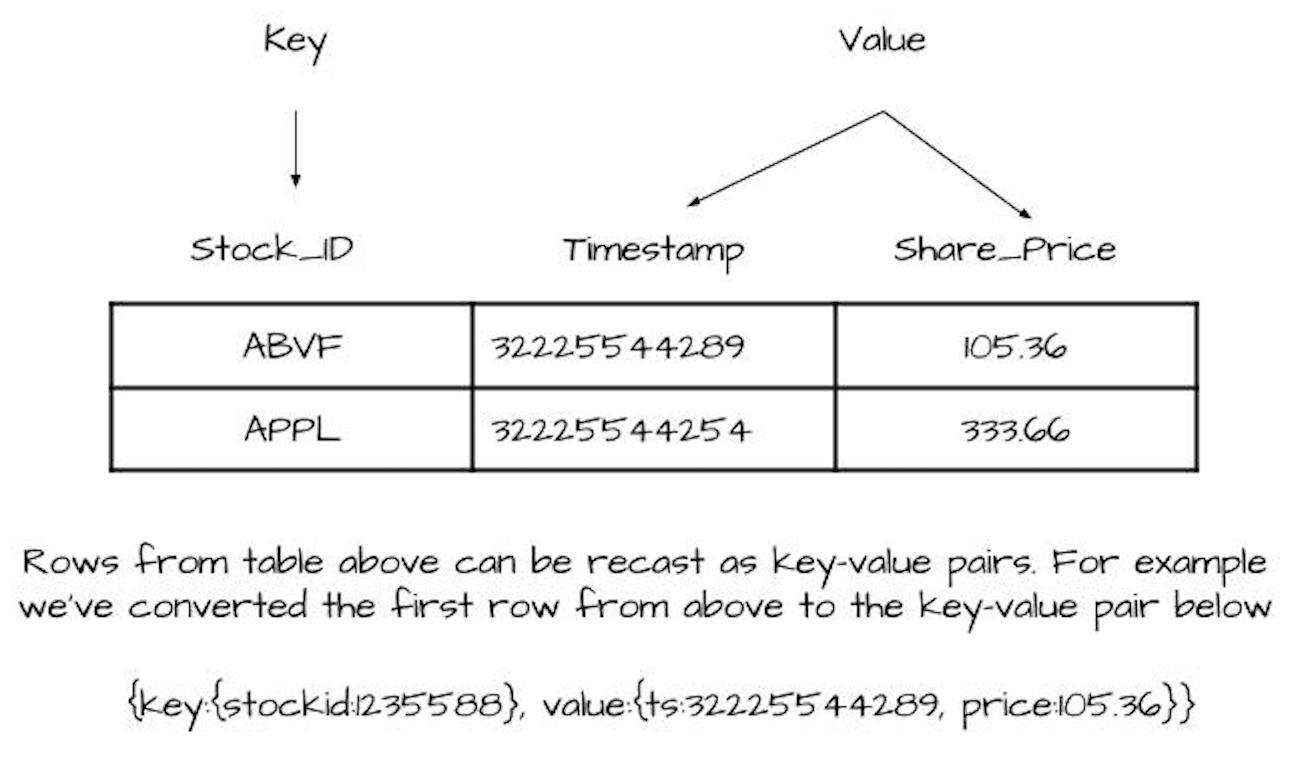 Key Value
Stock_ID Timestamp Share_Price
ABVF 32225544289 105.36
APPL 32225544254 333.66
Rows from table above can be recast as key-value pairs. For example
we've converted the first row from above to the key-value pair below
{key:{stockid:1235588}, value:{ts:32225544289, price:105.36}}